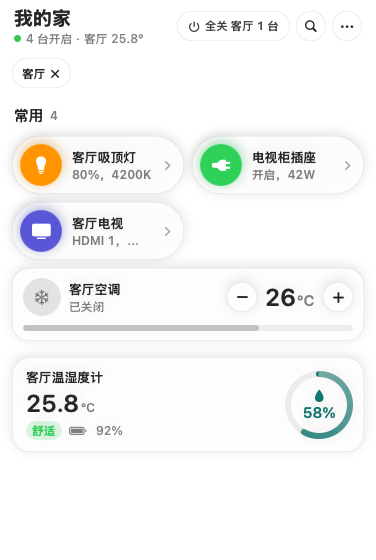 我的家
4 台开启 · 客厅 25.8°
全关 客厅 1 台
客厅
常用 4
客厅吸顶灯
80%，4200K
电视柜插座
开启，42W
客厅电视
HDMI 1，…
客厅空调
已关闭
26°C
客厅温湿度计
25.8°C
舒适 92%
58%